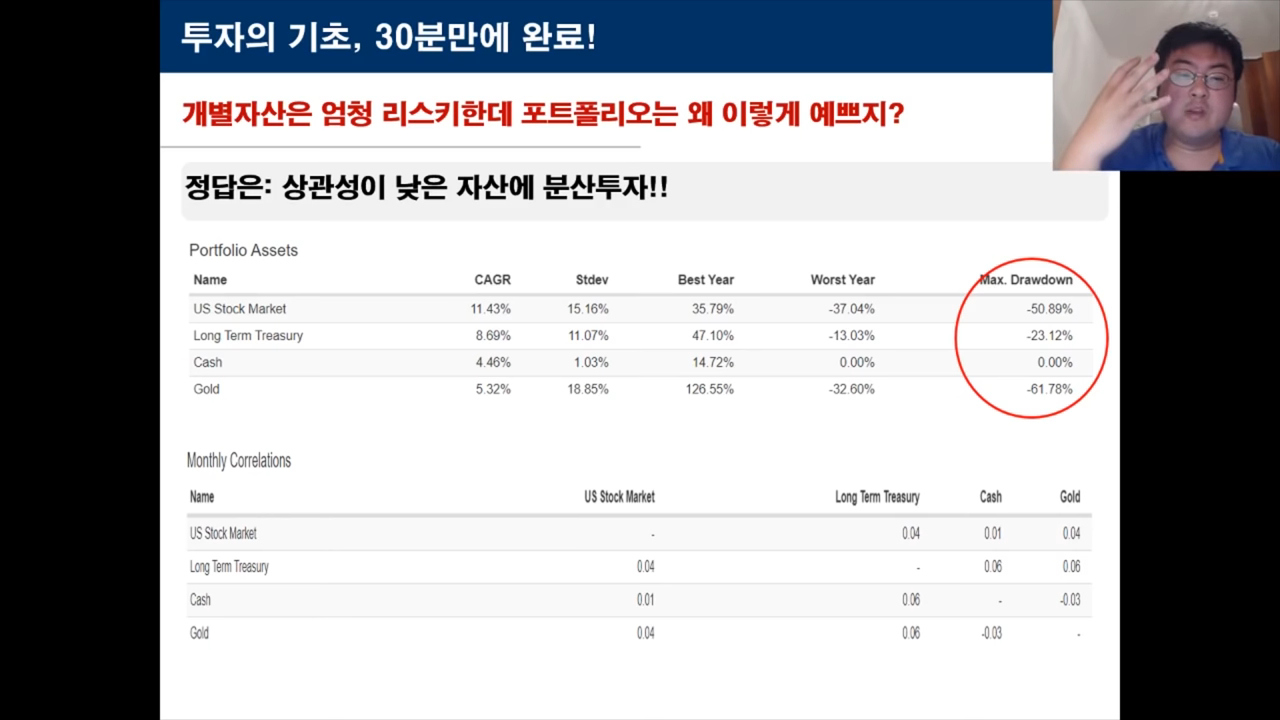 투자의 기초, 30분만에 완료!
개별자산은 엄청 리스키한데 포트폴리오는 왜 이렇게 예쁘지?
정답은: 상관성이 낮은 자산에 분산투자!!
Portfolio Assets
Name CAGR Stdev Best Year Worst Year Max. Drawdown
US Stock Market 11.43% 15.16% 35.79% -37.04% -50.89%
Long Term Treasury 8.69% 11.07% 47.10% -13.03% -23.12%
Cash 4.46% 1.03% 14.72% 0.00% 0.00%
Gold 5.32% 18.85% 126.55% -32.60% -61.78%
Monthly Correlations
Name US Stock Market Long Term Treasury Cash Gold
US Stock Market - 0.04 0.01 0.04
Long Term Treasury 0.04 - 0.06 0.06
Cash 0.01 0.06 - -0.03
Gold 0.04 0.06 -0.03 -